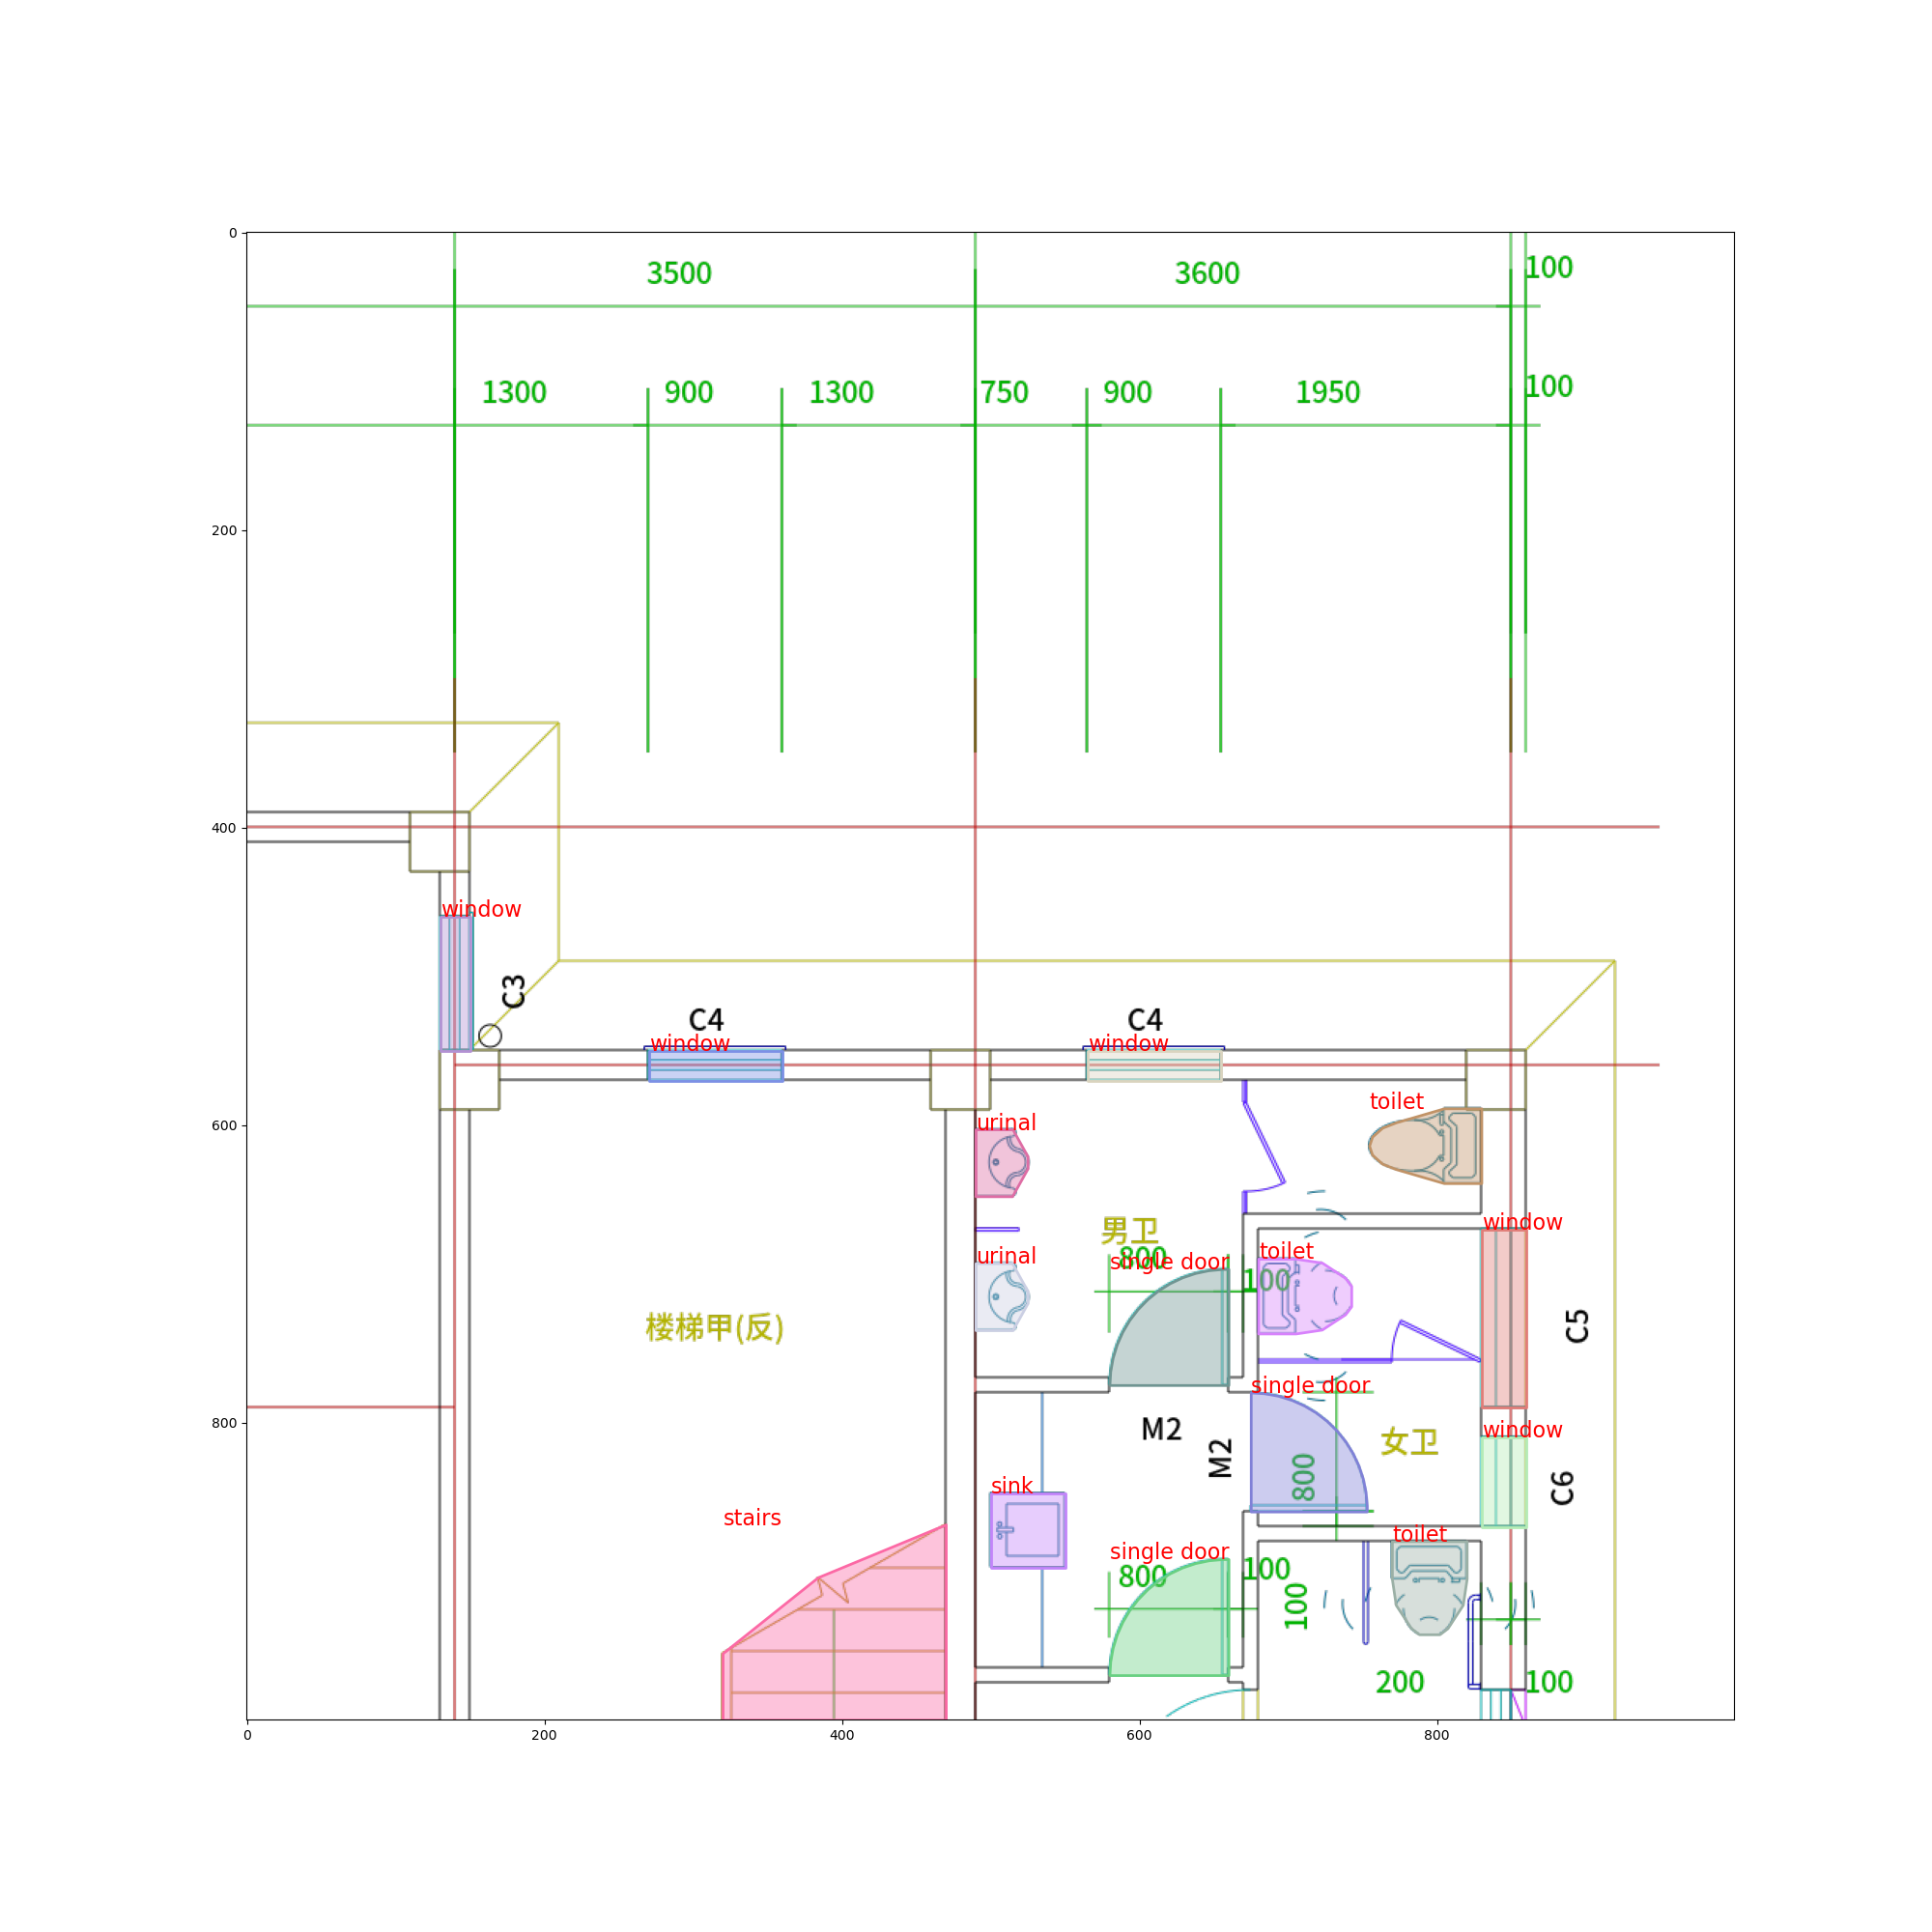 0
200
400
600
800
0
200
400
600
800
3500
3600
100
1300
900
1300
750
900
1950
100
window
C3
C4
window
C4
window
toilet
urinal
男卫
800
single door
urinal
toilet
100
window
C5
楼梯甲(反)
single door
M2
M2
女卫
800
window
C6
sink
stairs
single door
800
100
100
toilet
200
100